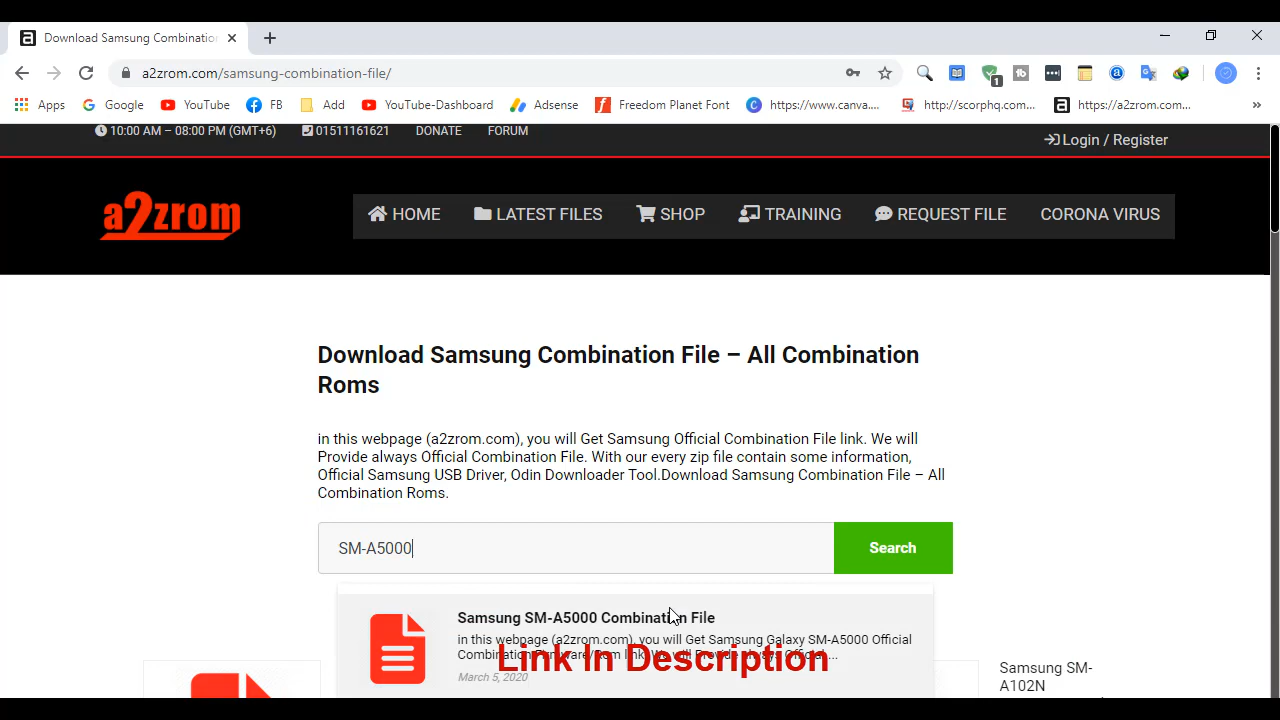 Download Samsung Combinatio
a2zrom.com/samsung-combination-file/
1
Apps Google YouTube FB Add YouTube-Dashboard Adsense Freedom Planet Font https://www.canva.... http://scorphq.com... https://a2zrom.com... »
10:00 AM – 08:00 PM (GMT+6) 01511161621 DONATE FORUM Login / Register
a2zrom
HOME LATEST FILES SHOP TRAINING REQUEST FILE CORONA VIRUS
Download Samsung Combination File – All Combination
Roms
in this webpage (a2zrom.com), you will Get Samsung Official Combination File link. We will
Provide always Official Combination File. With our every zip file contain some information,
Official Samsung USB Driver, Odin Downloader Tool.Download Samsung Combination File – All
Combination Roms.
SM-A5000 Search
Samsung SM-A5000 Combination File
in this webpage (a2zrom.com), you will Get Samsung Galaxy SM-A5000 Official
Link In Description
March 5, 2020
Samsung SM-
A102N